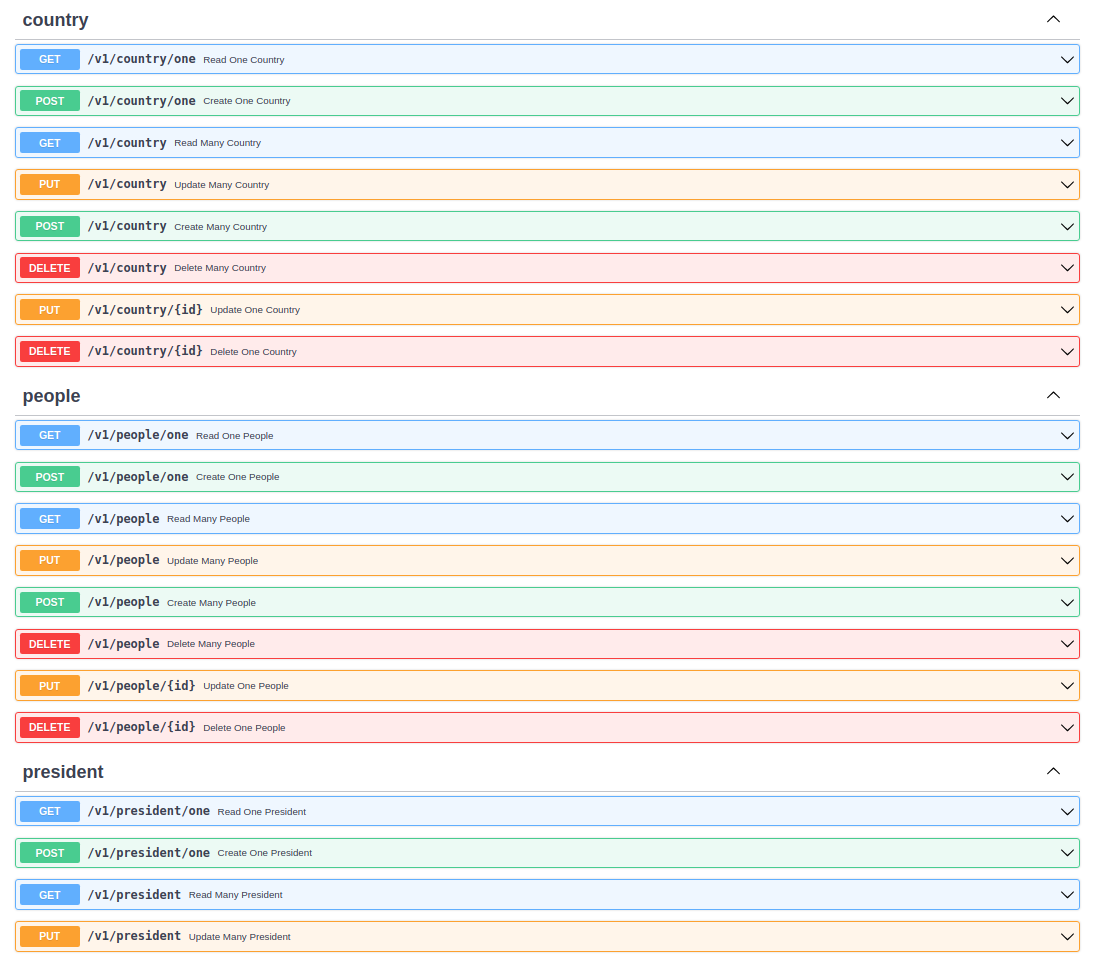 country
GET /v1/country/one Read One Country
POST /v1/country/one Create One Country
GET /v1/country Read Many Country
PUT /v1/country Update Many Country
POST /v1/country Create Many Country
DELETE /v1/country Delete Many Country
PUT /v1/country/{id} Update One Country
DELETE /v1/country/{id} Delete One Country
people
GET /v1/people/one Read One People
POST /v1/people/one Create One People
GET /v1/people Read Many People
PUT /v1/people Update Many People
POST /v1/people Create Many People
DELETE /v1/people Delete Many People
PUT /v1/people/{id} Update One People
DELETE /v1/people/{id} Delete One People
president
GET /v1/president/one Read One President
POST /v1/president/one Create One President
GET /v1/president Read Many President
PUT /v1/president Update Many President